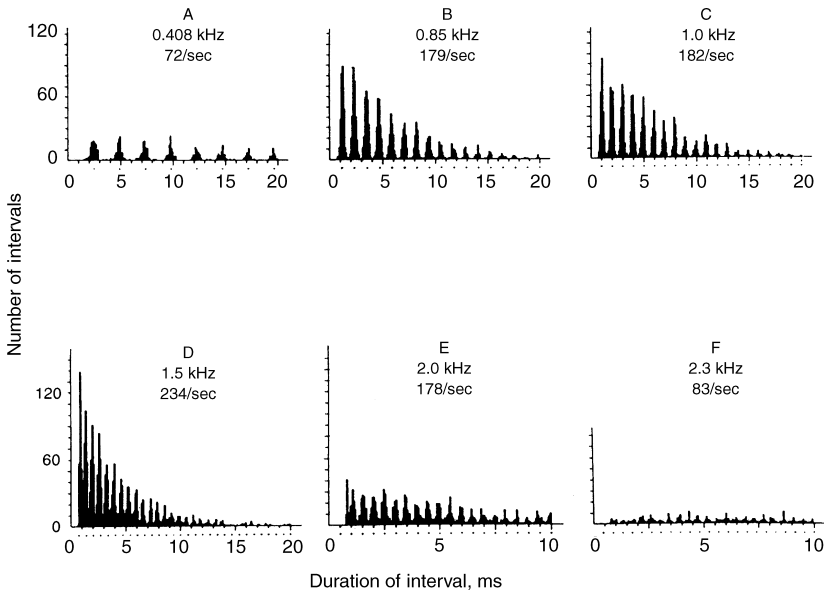 A
0.408 kHz
72/sec
120
60
0
0 5 10 15 20
B
0.85 kHz
179/sec
0 5 10 15 20
C
1.0 kHz
182/sec
0 5 10 15 20
Number of intervals
D
1.5 kHz
234/sec
120
60
0
0 5 10 15 20
E
2.0 kHz
178/sec
0 5 10
F
2.3 kHz
83/sec
0 5 10
Duration of interval, ms